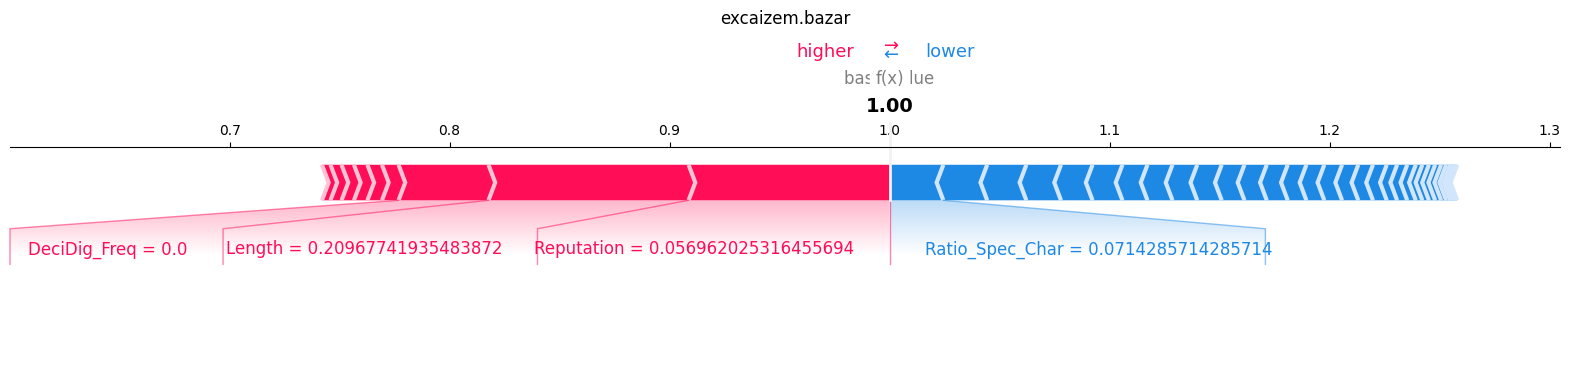 excaizem.bazar
higher ⇄ lower
bas f(x) lue
1.00
0.7 0.8 0.9 1.0 1.1 1.2 1.3
DeciDig_Freq = 0.0 Length = 0.20967741935483872 Reputation = 0.056962025316455694 Ratio_Spec_Char = 0.0714285714285714